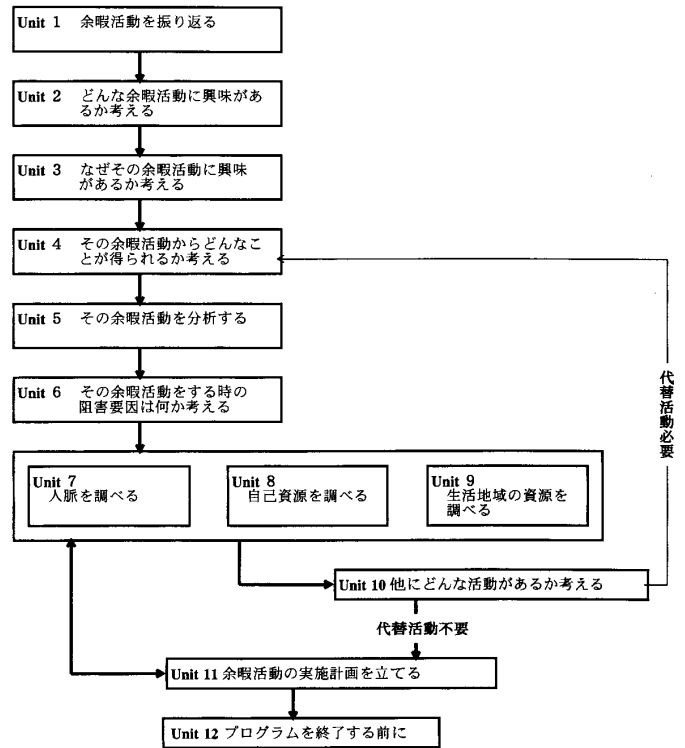 Unit 1 余暇活動を振り返る
Unit 2 どんな余暇活動に興味があ
るか考える
Unit 3 なぜその余暇活動に興味
があるか考える
Unit 4 その余暇活動からどんなこ
とが得られるか考える
Unit 5 その余暇活動を分析する
Unit 6 その余暇活動をする時の
阻害要因は何か考える
Unit 7
人脈を調べる
Unit 8
自己資源を調べる
Unit 9
生活地域の資源を
調べる
代替活動必要
Unit 10 他にどんな活動があるか考える
代替活動不要
Unit 11 余暇活動の実施計画を立てる
Unit 12 プログラムを終了する前に